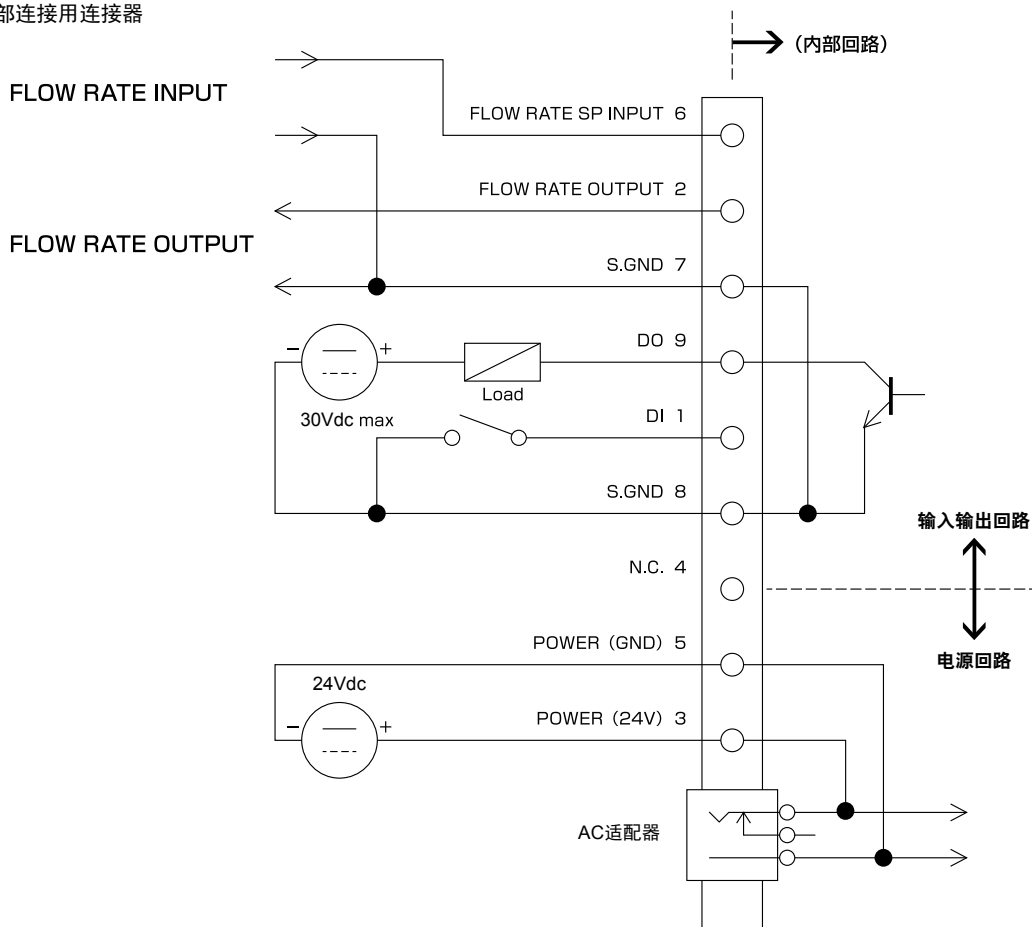 部连接用连接器
(内部回路)
FLOW RATE INPUT
FLOW RATE SP INPUT 6
FLOW RATE OUTPUT 2
FLOW RATE OUTPUT
S.GND 7
DO 9
− +
Load
30Vdc max
DI 1
S.GND 8
输入输出回路
N.C. 4
POWER (GND) 5
电源回路
24Vdc
POWER (24V) 3
− +
AC适配器